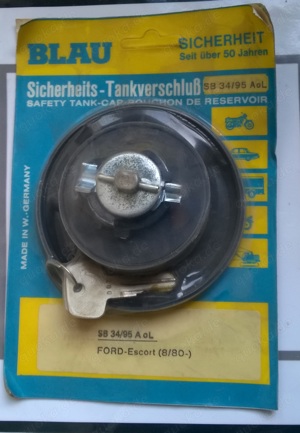 BLAU
SICHERHEIT
Seit über 50 Jahren
Sicherheits-Tankverschluß
SB 34/95 AoL
SAFETY TANK-CAP BOUCHON DE RESERVOIR
MADE IN W.-GERMANY
SB 34/95 A oL
FORD-Escort (8/80-)